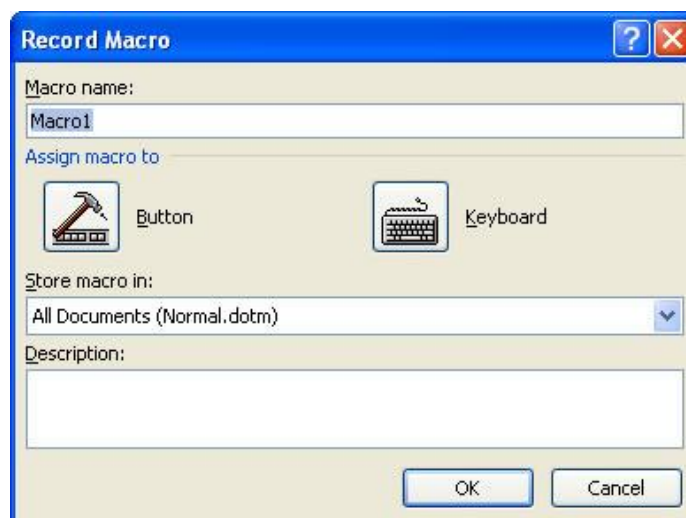 Record Macro
Macro name:
Macro1
Assign macro to
Button
Keyboard
Store macro in:
All Documents (Normal.dotm)
Description:
OK
Cancel